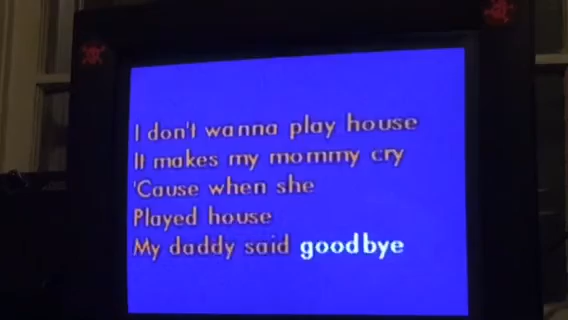 I don't wanna play house
It makes my mommy cry
'Cause when she
Played house
My daddy said goodbye